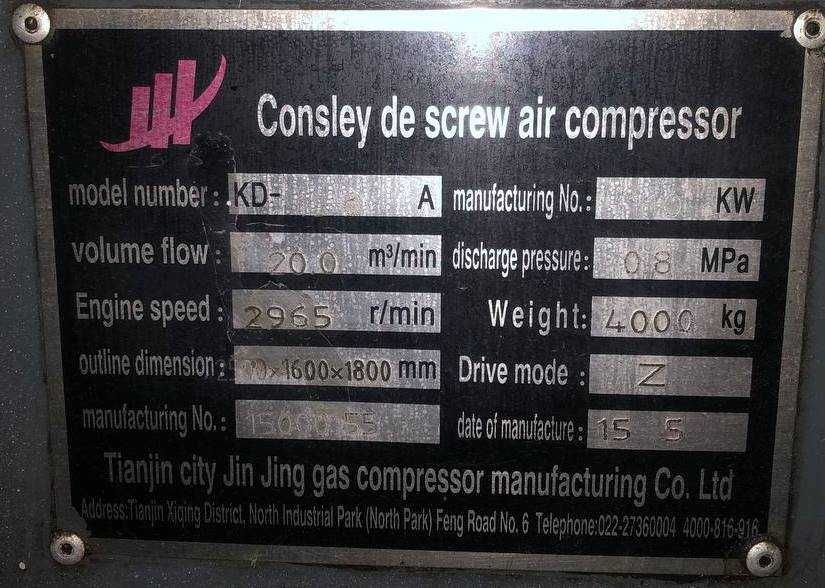 Consley de screw air compressor
model number: KD- A manufacturing No.: KW
volume flow: 20.0 m³/min discharge pressure: 0.8 MPa
Engine speed: 2965 r/min Weight: 4000 kg
outline dimension: ×1600×1800 mm Drive mode: Z
manufacturing No.: date of manufacture: 15 5
Tianjin city Jin Jing gas compressor manufacturing Co. Ltd
Address:Tianjin Xiqing District, North Industrial Park (North Park) Feng Road No. 6 Telephone:022-27360004 4000-816-916